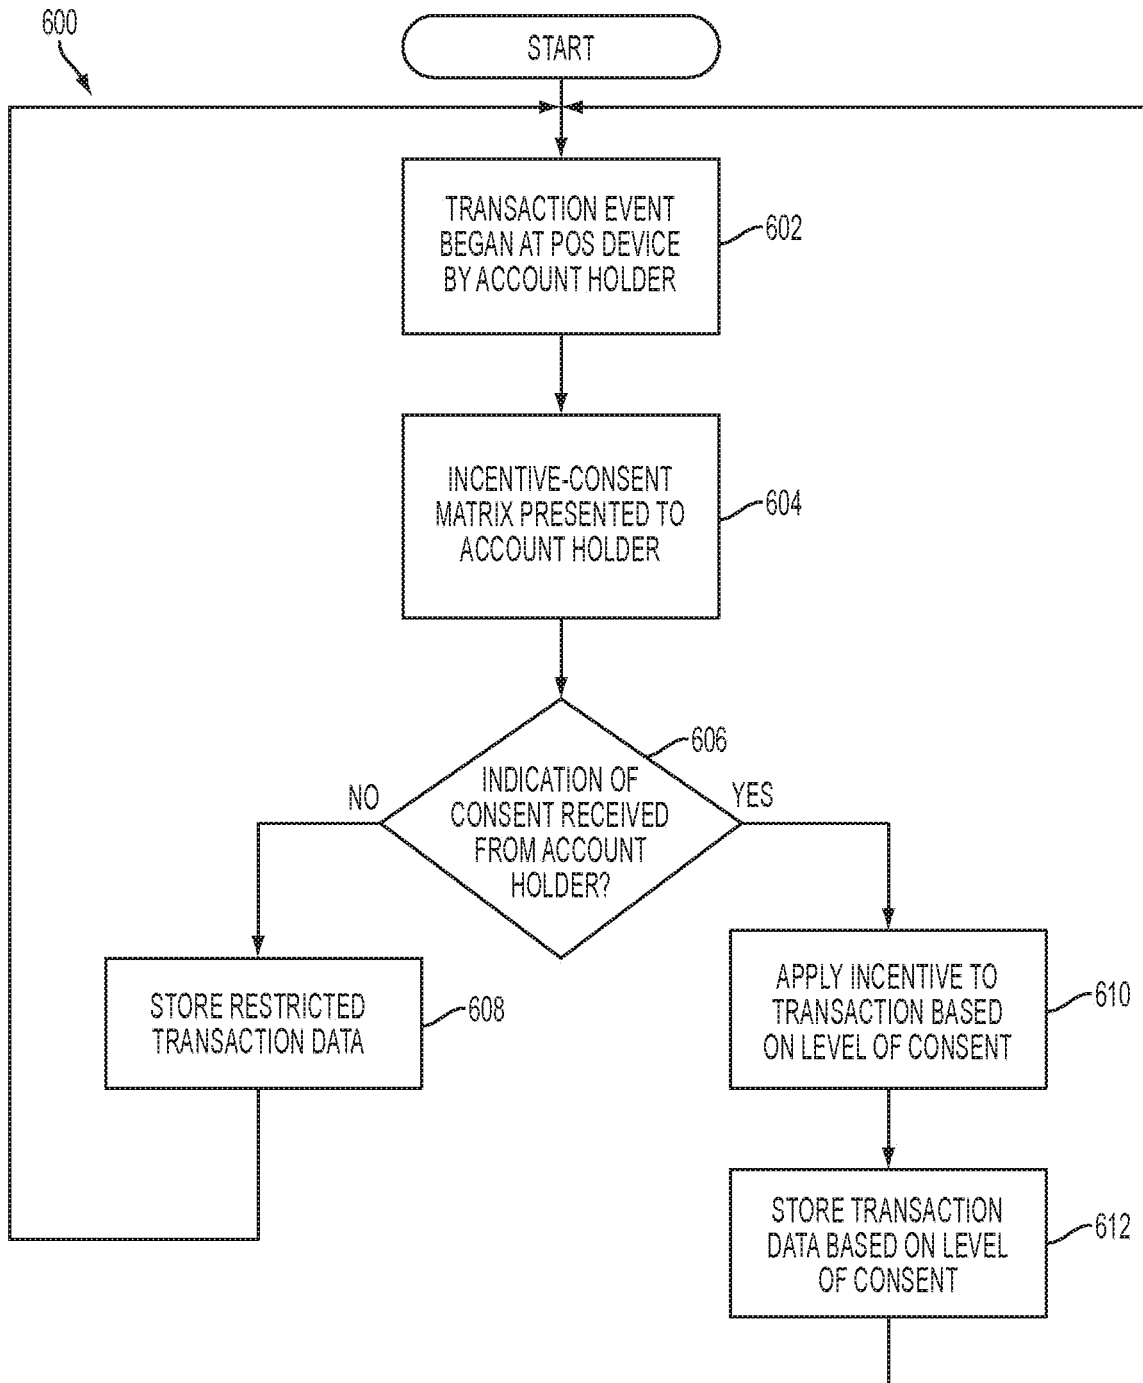 600
START
TRANSACTION EVENT
BEGAN AT POS DEVICE
BY ACCOUNT HOLDER
602
INCENTIVE-CONSENT
MATRIX PRESENTED TO
ACCOUNT HOLDER
604
606
INDICATION OF
CONSENT RECEIVED
FROM ACCOUNT
HOLDER?
NO
YES
STORE RESTRICTED
TRANSACTION DATA
608
APPLY INCENTIVE TO
TRANSACTION BASED
ON LEVEL OF CONSENT
610
STORE TRANSACTION
DATA BASED ON LEVEL
OF CONSENT
612